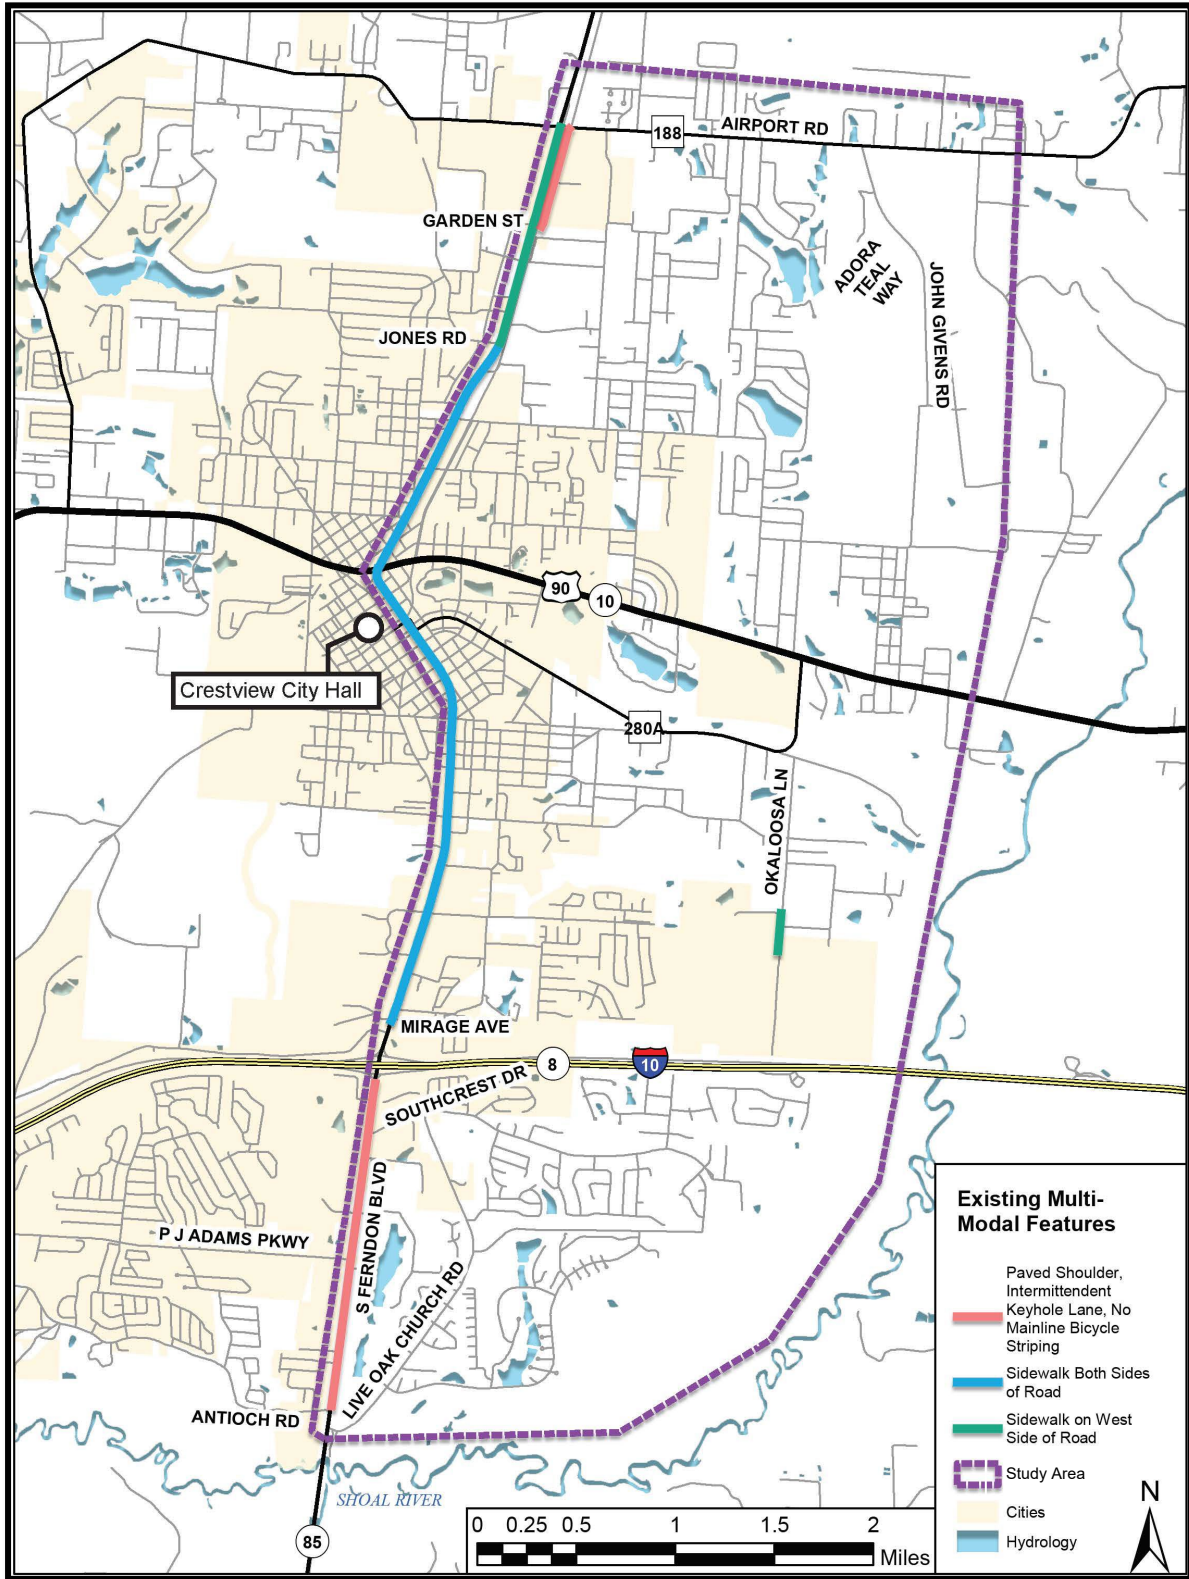 188
AIRPORT RD
GARDEN ST
ADORA
TEAL
WAY
JOHN GIVENS RD
JONES RD
90
10
Crestview City Hall
280A
OKALOOSA LN
MIRAGE AVE
8
10
SOUTHCREST DR
S FERNDON BLVD
P J ADAMS PKWY
LIVE OAK CHURCH RD
ANTIOCH RD
SHOAL RIVER
85
Existing Multi-
Modal Features
Paved Shoulder,
Intermittent
Keyhole Lane, No
Mainline Bicycle
Striping
Sidewalk Both Sides
of Road
Sidewalk on West
Side of Road
Study Area
Cities
Hydrology
N
0 0.25 0.5 1 1.5 2
Miles